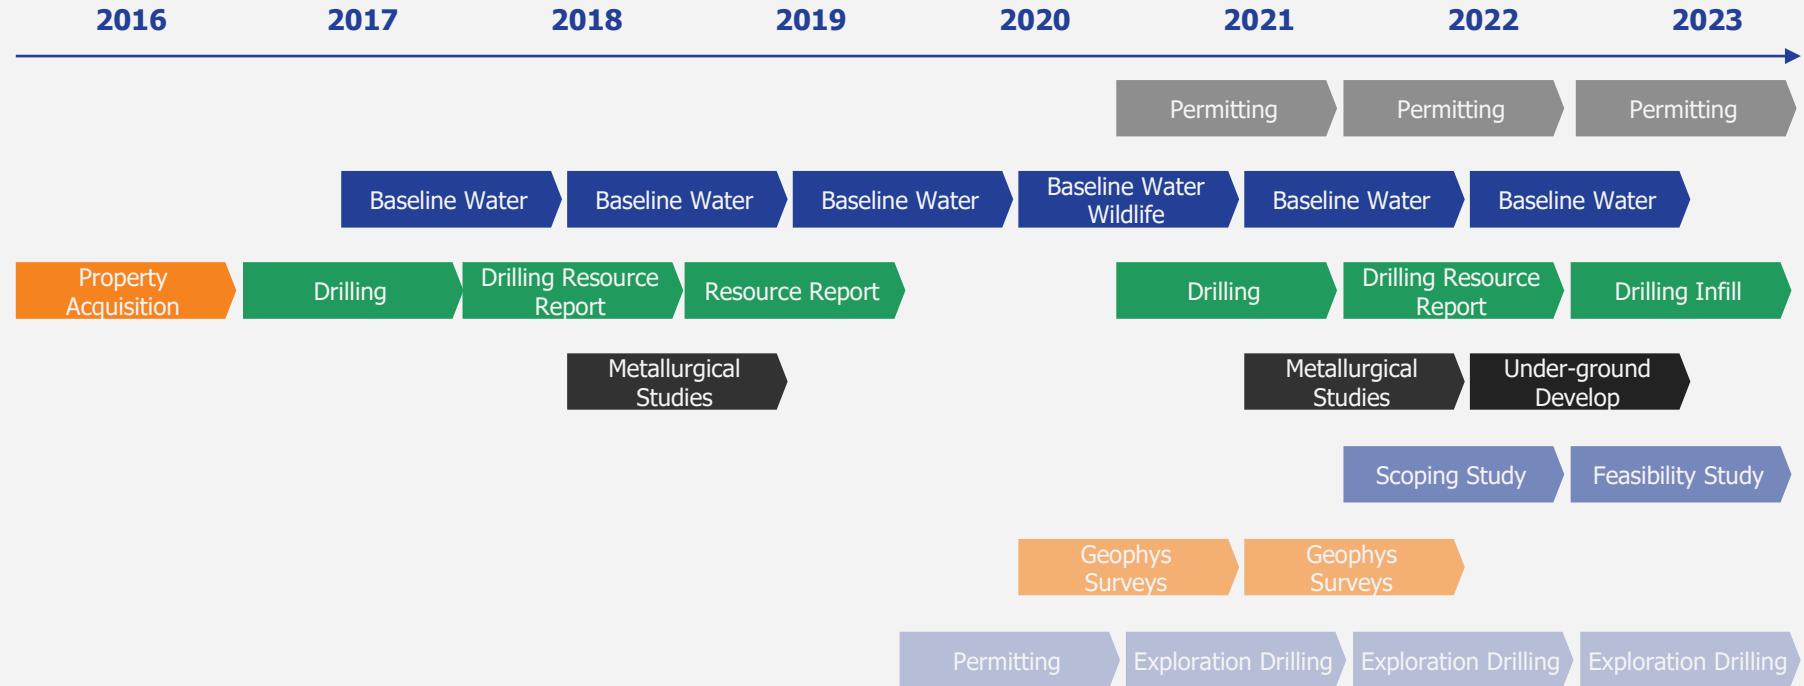 2016 2017 2018 2019 2020 2021 2022 2023
Permitting Permitting Permitting
Baseline Water Baseline Water Baseline Water Baseline Water
Wildlife Baseline Water Baseline Water
Property
Acquisition Drilling Drilling Resource
Report Resource Report Drilling Drilling Resource
Report Drilling Infill
Metallurgical
Studies Metallurgical
Studies Under-ground
Develop
Scoping Study Feasibility Study
Geophys
Surveys Geophys
Surveys
Permitting Exploration Drilling Exploration Drilling Exploration Drilling